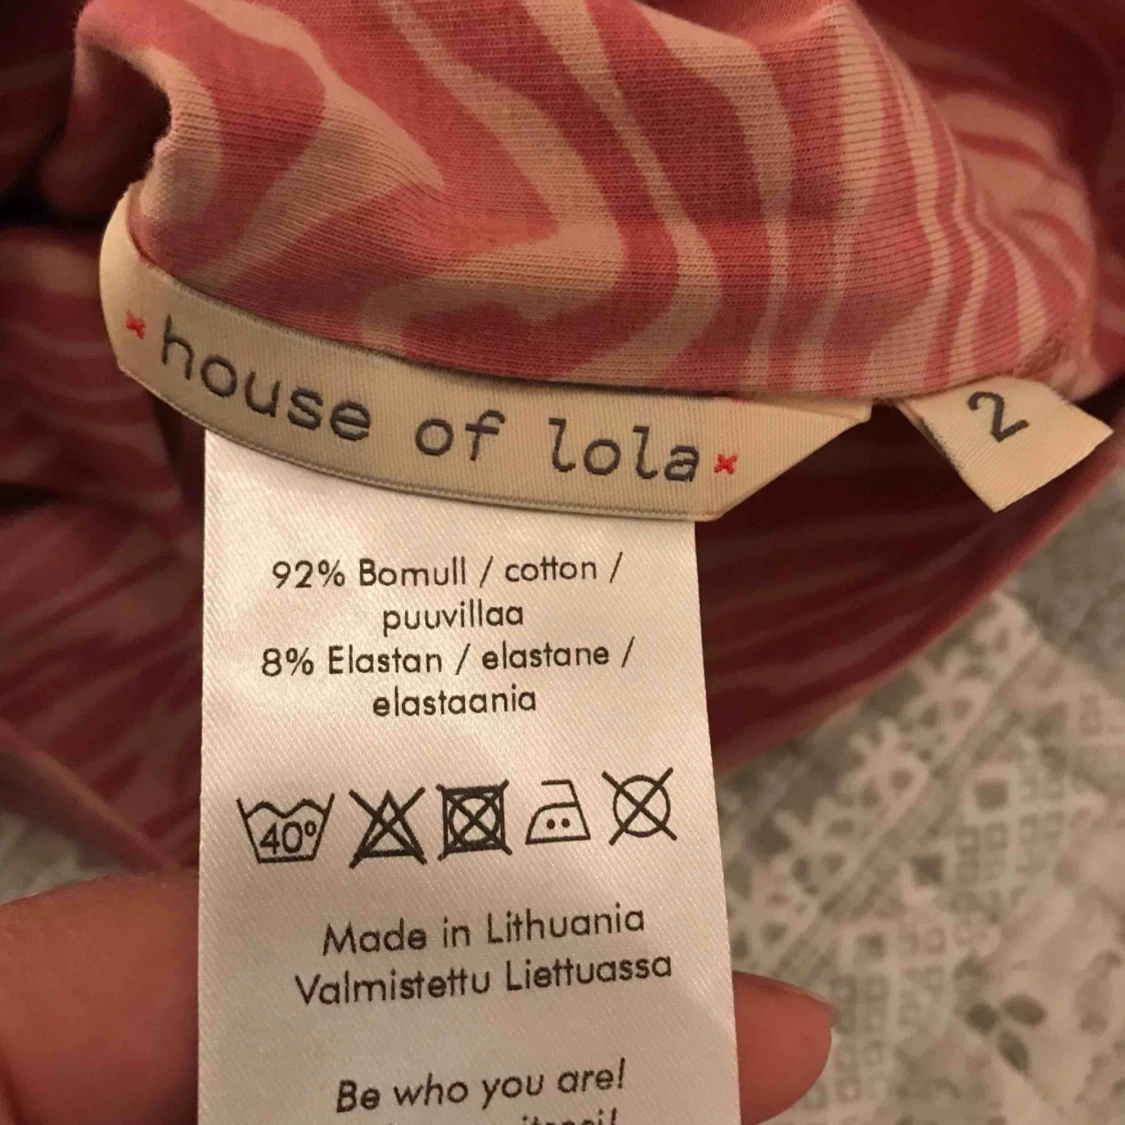 house of lola
2
92% Bomull / cotton /
puuvillaa
8% Elastan / elastane /
elastaania
40°
Made in Lithuania
Valmistettu Liettuassa
Be who you are!